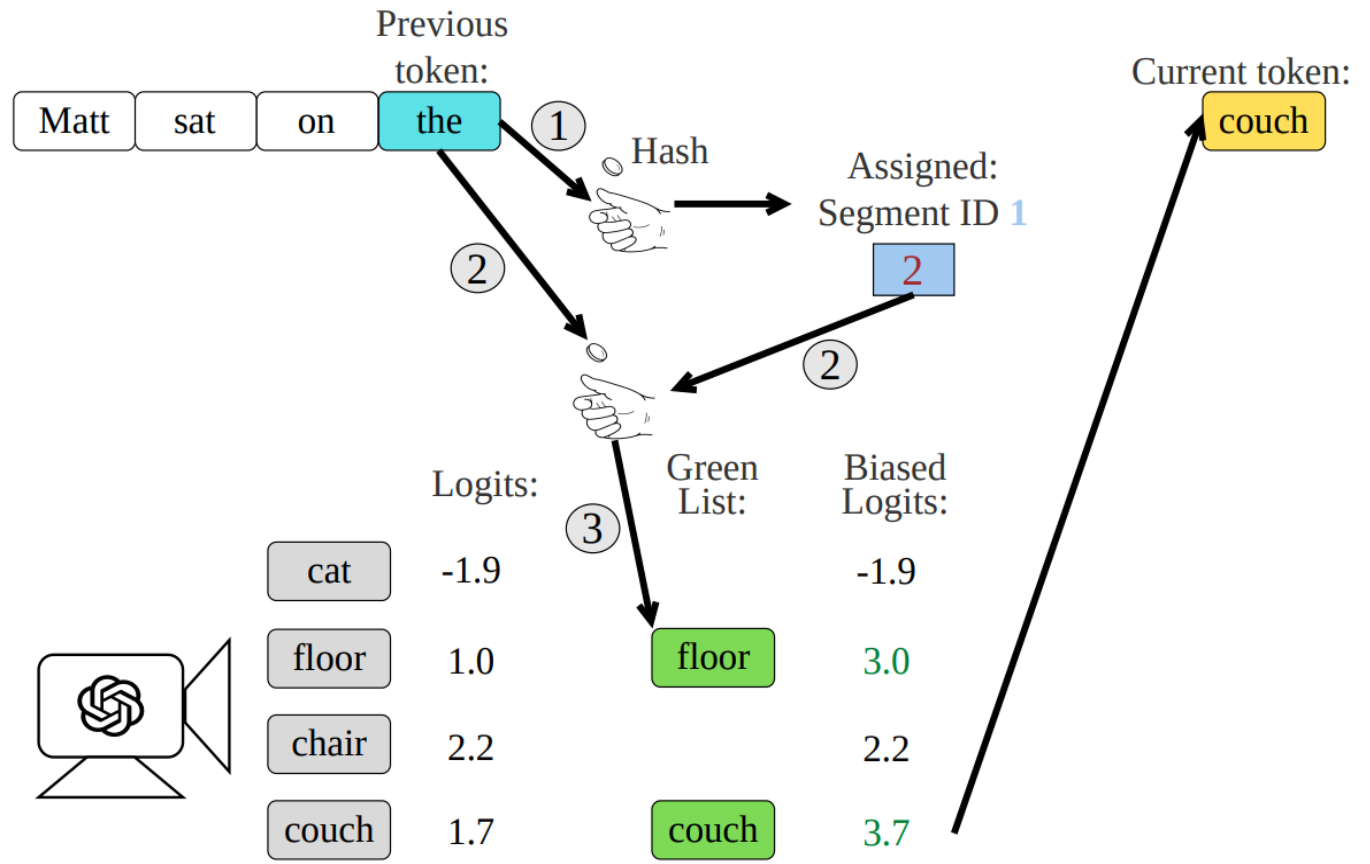 Previous
token:
Current token:
Matt sat on the
couch
1
Hash
Assigned:
Segment ID 1
2
2
2
Logits:
Green
List:
Biased
Logits:
3
cat -1.9 -1.9
floor 1.0 floor 3.0
chair 2.2 2.2
couch 1.7 couch 3.7